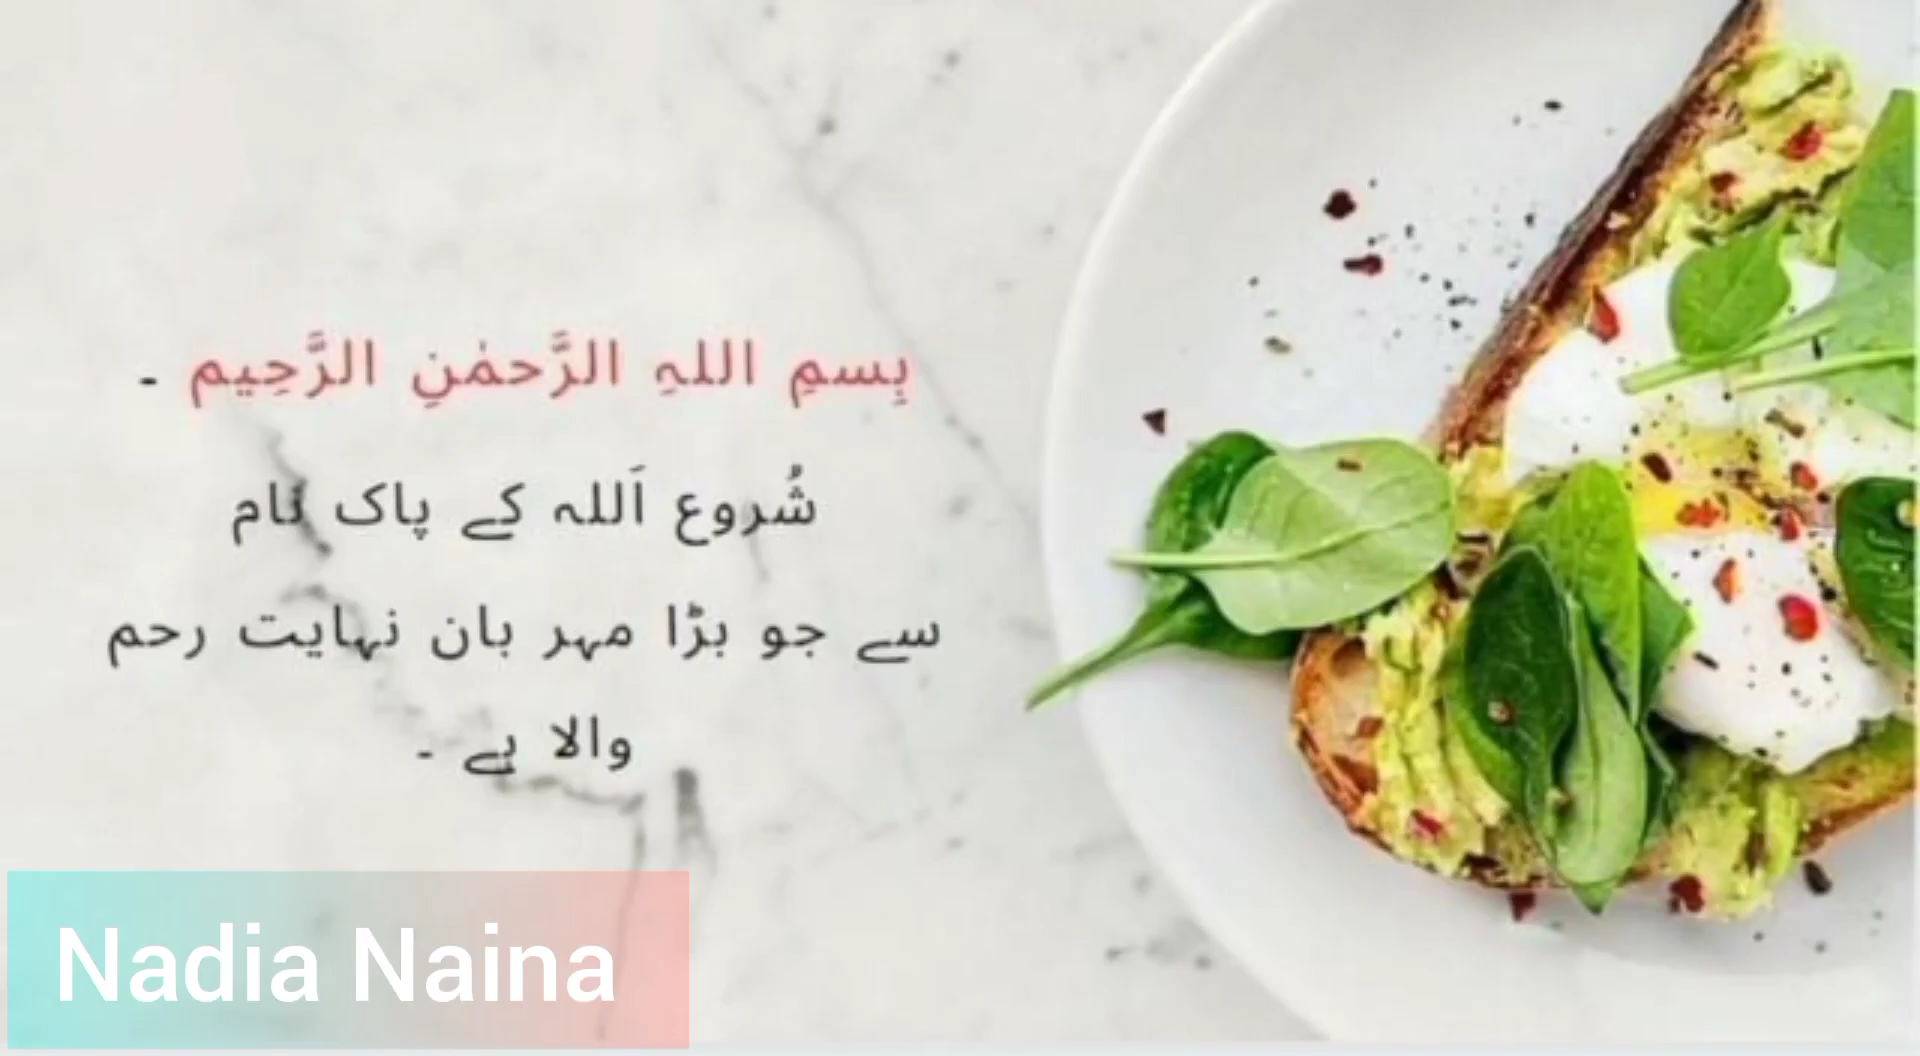 بِسمِ اللہِ الرَّحمٰنِ الرَّحِیم ۔
شُروع اَللہ کے پاک نام
سے جو بڑا مہر بان نہایت رحم
والا ہے ۔
Nadia Naina